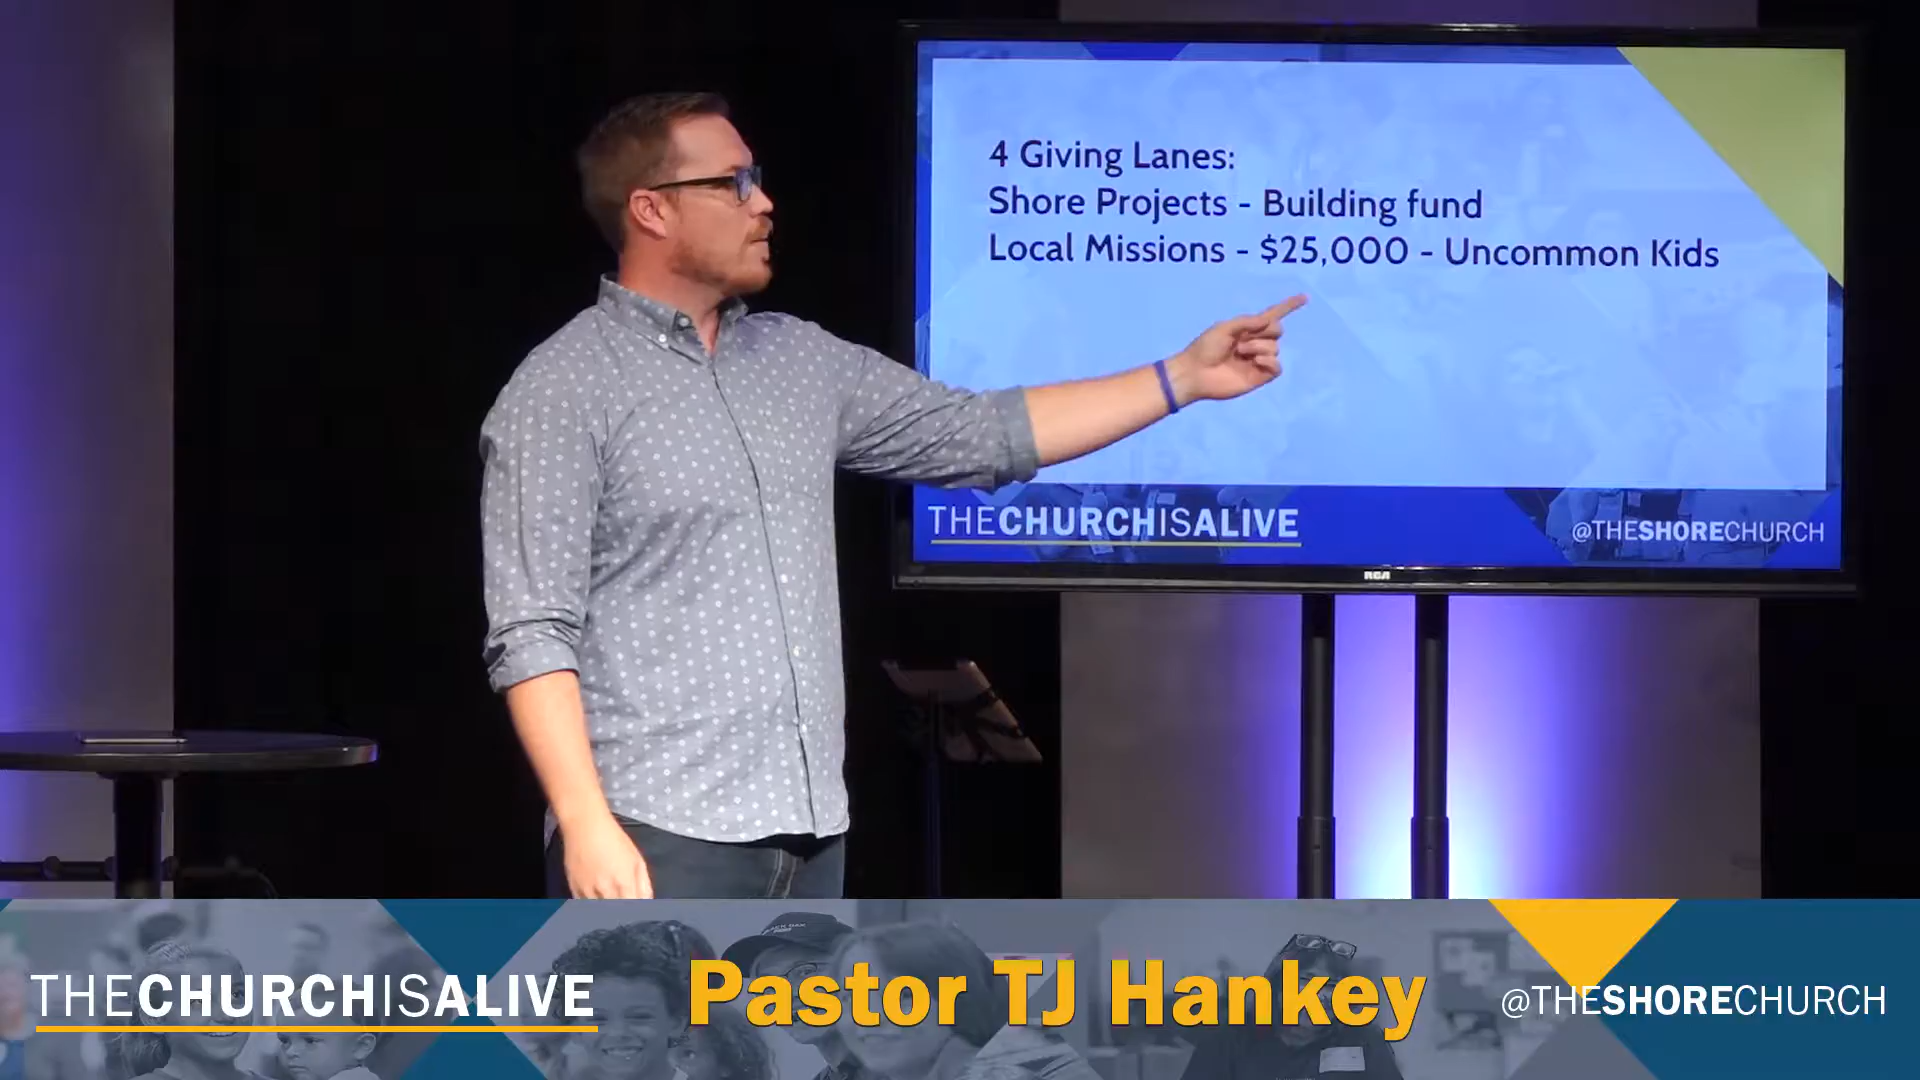 4 Giving Lanes:
Shore Projects - Building fund
Local Missions - $25,000 - Uncommon Kids
THECHURCHISALIVE
@THESHORECHURCH
RCA
THECHURCHISALIVE
Pastor TJ Hankey
@THESHORECHURCH